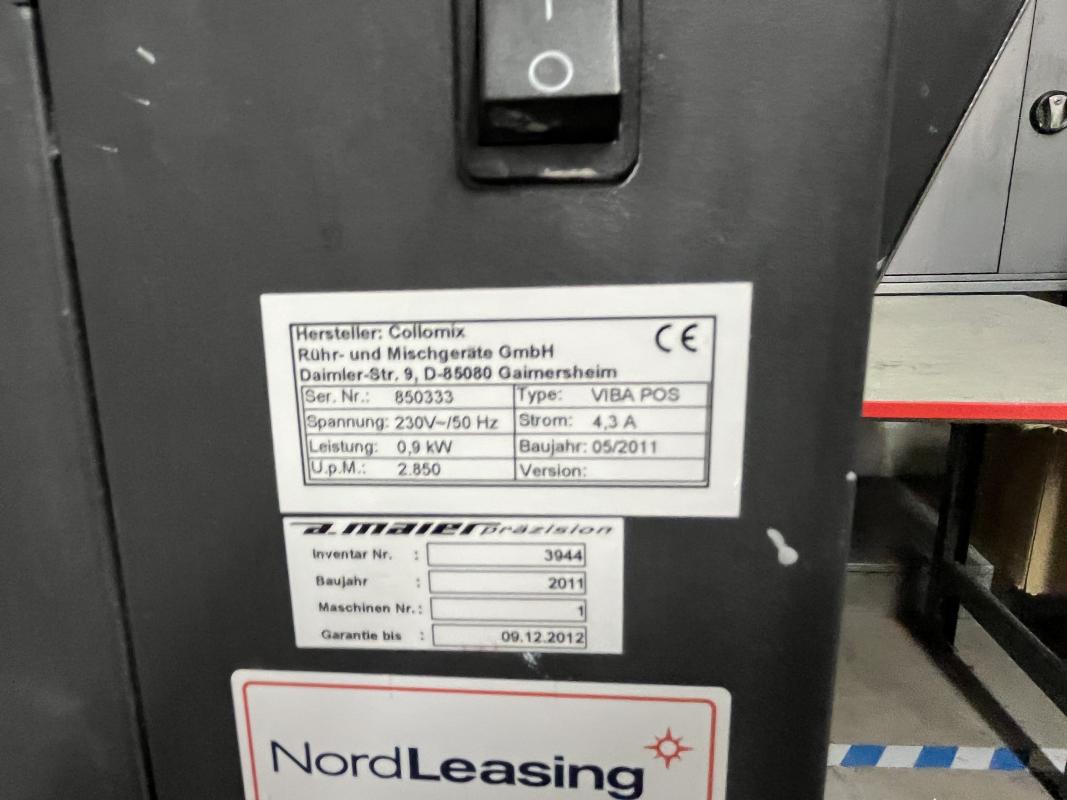 Hersteller: Collomix
Rühr- und Mischgeräte GmbH
Daimler-Str. 9, D-85080 Gaimersheim
CE
Ser. Nr.: 850333 Type: VIBA POS
Spannung: 230V~/50 Hz Strom: 4,3 A
Leistung: 0,9 kW Baujahr: 05/2011
U.p.M.: 2.850 Version:
a.maier präzision
Inventar Nr. : 3944
Baujahr : 2011
Maschinen Nr. : 1
Garantie bis : 09.12.2012
NordLeasing